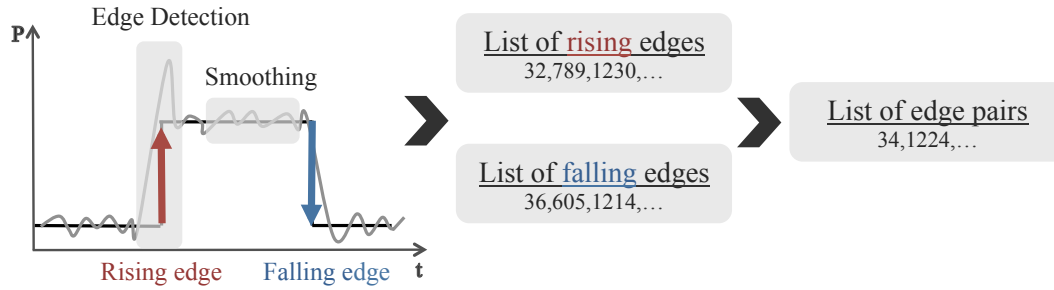 Edge Detection
P
Smoothing
Rising edge
Falling edge
t
List of rising edges
32,789,1230,…
List of falling edges
36,605,1214,…
List of edge pairs
34,1224,…